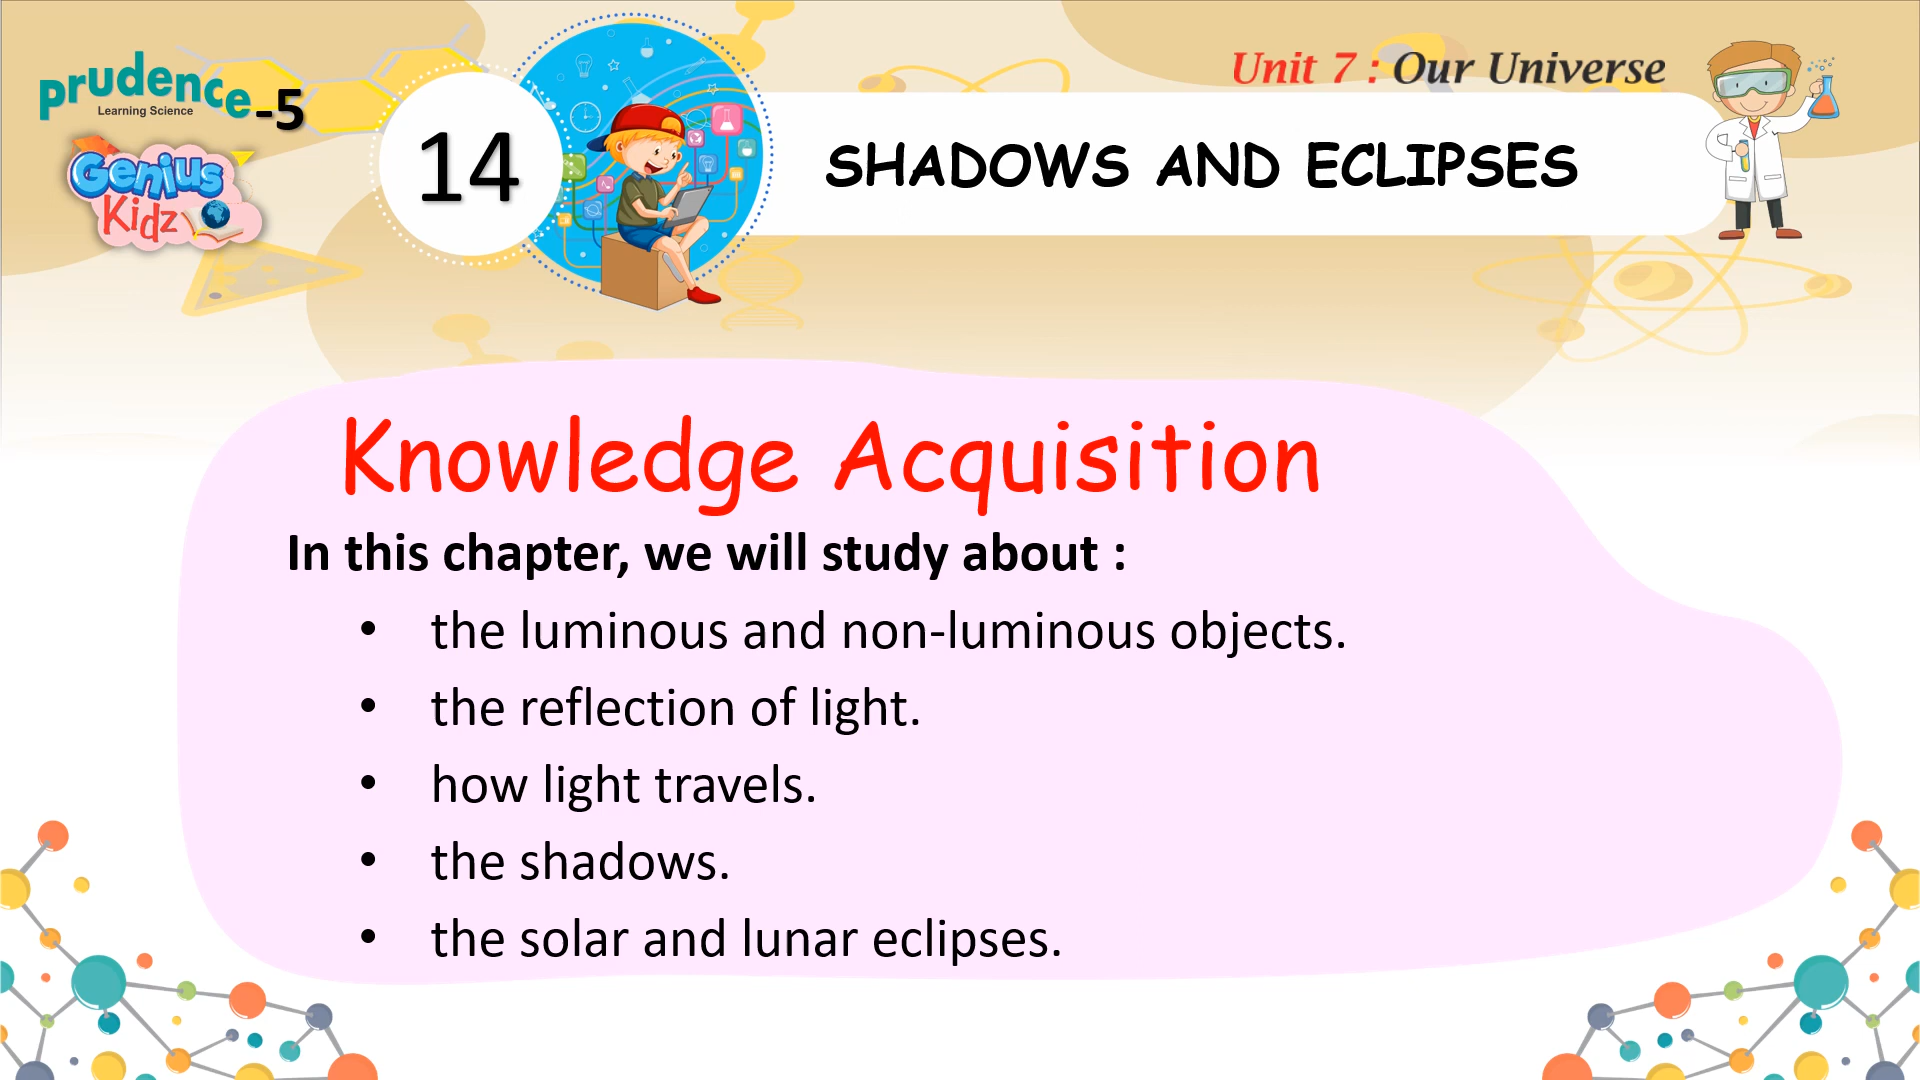 prudence-5
Learning Science
Genius
Kidz
14
Unit 7 : Our Universe
SHADOWS AND ECLIPSES
Knowledge Acquisition
In this chapter, we will study about :
• the luminous and non-luminous objects.
• the reflection of light.
• how light travels.
• the shadows.
• the solar and lunar eclipses.